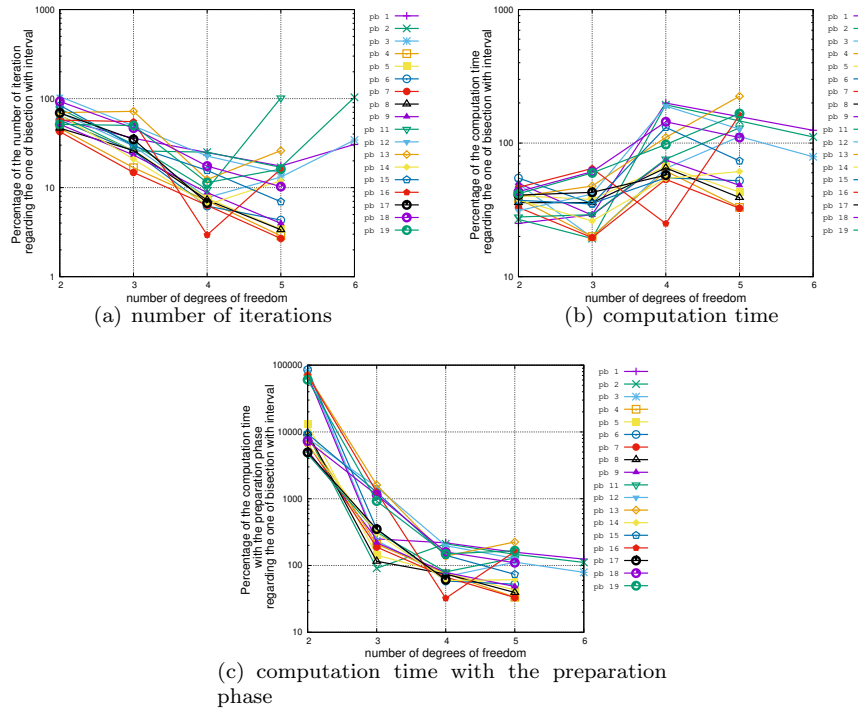 Percentage of the number of iteration
regarding the one of bisection with interval
1000
100
10
1
2
3
4
5
6
number of degrees of freedom
pb 1
pb 2
pb 3
pb 4
pb 5
pb 6
pb 7
pb 8
pb 9
pb 11
pb 12
pb 13
pb 14
pb 15
pb 16
pb 17
pb 18
pb 19
(a) number of iterations
Percentage of the computation time
regarding the one of bisection with interval
1000
100
10
2
3
4
5
6
number of degrees of freedom
pb 1
pb 2
pb 3
pb 4
pb 5
pb 6
pb 7
pb 8
pb 9
pb 11
pb 12
pb 13
pb 14
pb 15
pb 16
pb 17
pb 18
pb 19
(b) computation time
Percentage of the computation time
with the preparation phase
regarding the one of bisection with interval
100000
10000
1000
100
10
2
3
4
5
6
number of degrees of freedom
pb 1
pb 2
pb 3
pb 4
pb 5
pb 6
pb 7
pb 8
pb 9
pb 11
pb 12
pb 13
pb 14
pb 15
pb 16
pb 17
pb 18
pb 19
(c) computation time with the preparation
phase